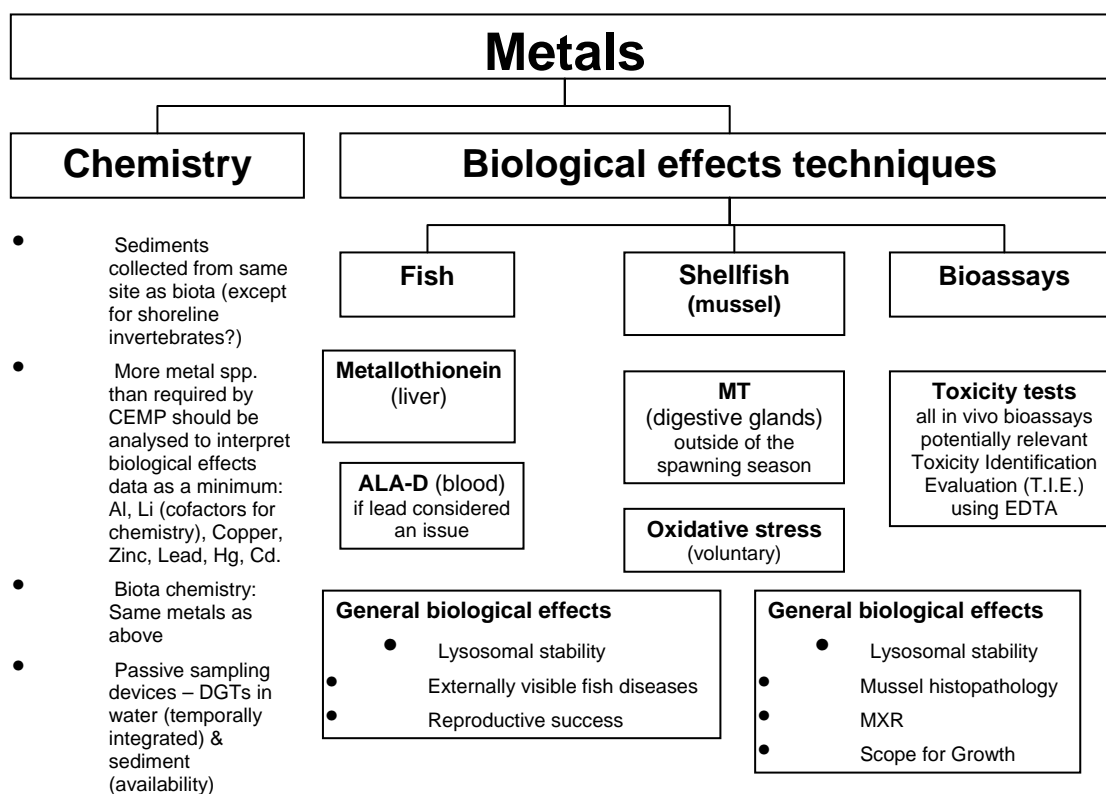 Metals
Chemistry
• Sediments
collected from same
site as biota (except
for shoreline
invertebrates?)
• More metal spp.
than required by
CEMP should be
analysed to interpret
biological effects
data as a minimum:
Al, Li (cofactors for
chemistry), Copper,
Zinc, Lead, Hg, Cd.
• Biota chemistry:
Same metals as
above
• Passive sampling
devices – DGTs in
water (temporally
integrated) &
sediment
(availability)
Biological effects techniques
Fish
Metallothionein
(liver)
ALA-D (blood)
if lead considered
an issue
Shellfish
(mussel)
MT
(digestive glands)
outside of the
spawning season
Oxidative stress
(voluntary)
Bioassays
Toxicity tests
all in vivo bioassays
potentially relevant
Toxicity Identification
Evaluation (T.I.E.)
using EDTA
General biological effects
• Lysosomal stability
• Externally visible fish diseases
• Reproductive success
General biological effects
• Lysosomal stability
• Mussel histopathology
• MXR
• Scope for Growth